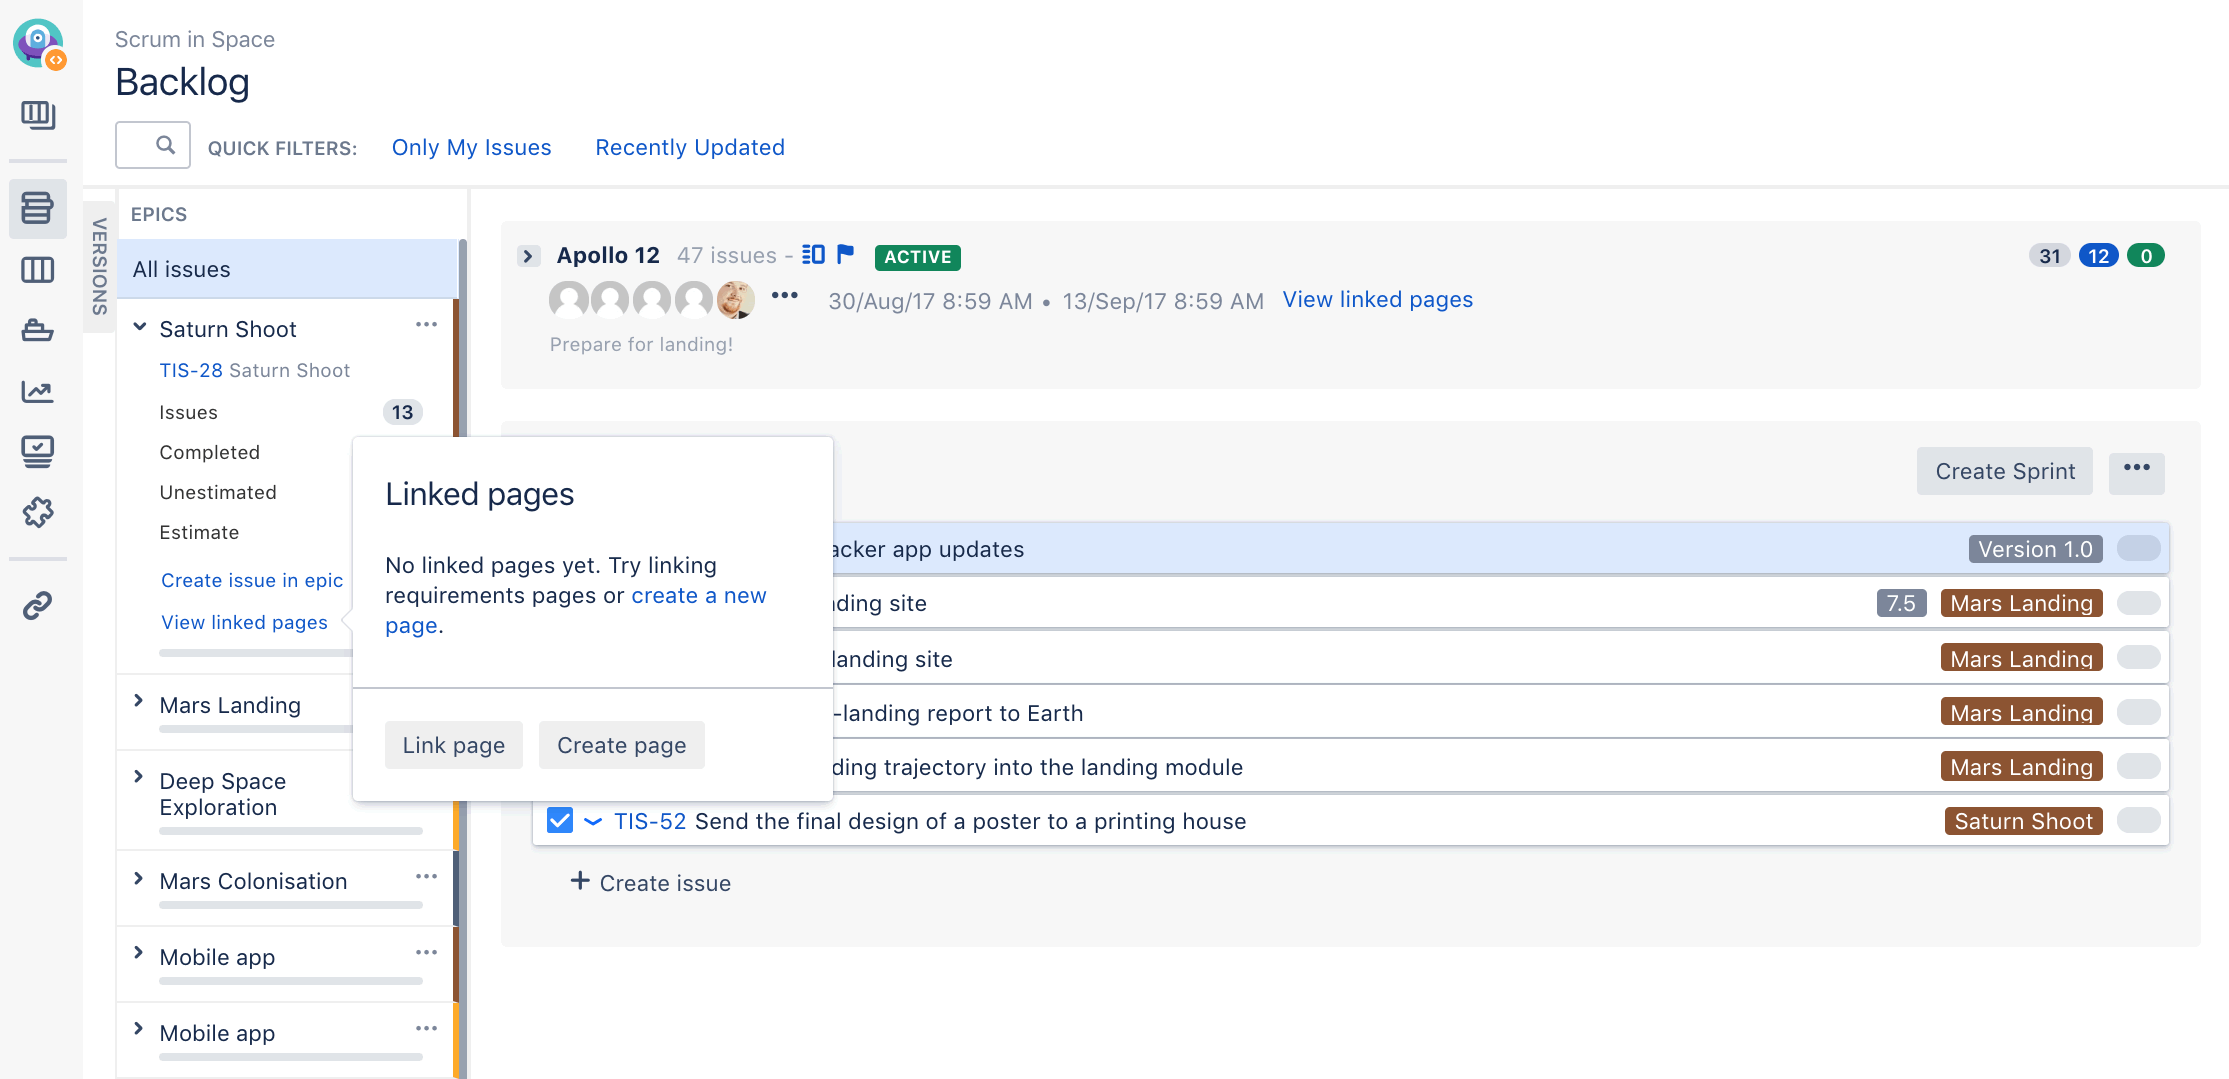 Scrum in Space
Backlog
QUICK FILTERS: Only My Issues Recently Updated
VERSIONS
EPICS
All issues
Saturn Shoot
TIS-28 Saturn Shoot
Issues 13
Completed
Unestimated
Estimate
Create issue in epic
View linked pages
Mars Landing
Deep Space
Exploration
Mars Colonisation
Mobile app
Mobile app
Linked pages
No linked pages yet. Try linking
requirements pages or create a new
page.
Link page Create page
Apollo 12 47 issues - ACTIVE 31 12 0
30/Aug/17 8:59 AM • 13/Sep/17 8:59 AM View linked pages
Prepare for landing!
Create Sprint
app updates Version 1.0
site 7.5 Mars Landing
landing site Mars Landing
-landing report to Earth Mars Landing
trajectory into the landing module Mars Landing
TIS-52 Send the final design of a poster to a printing house Saturn Shoot
+ Create issue